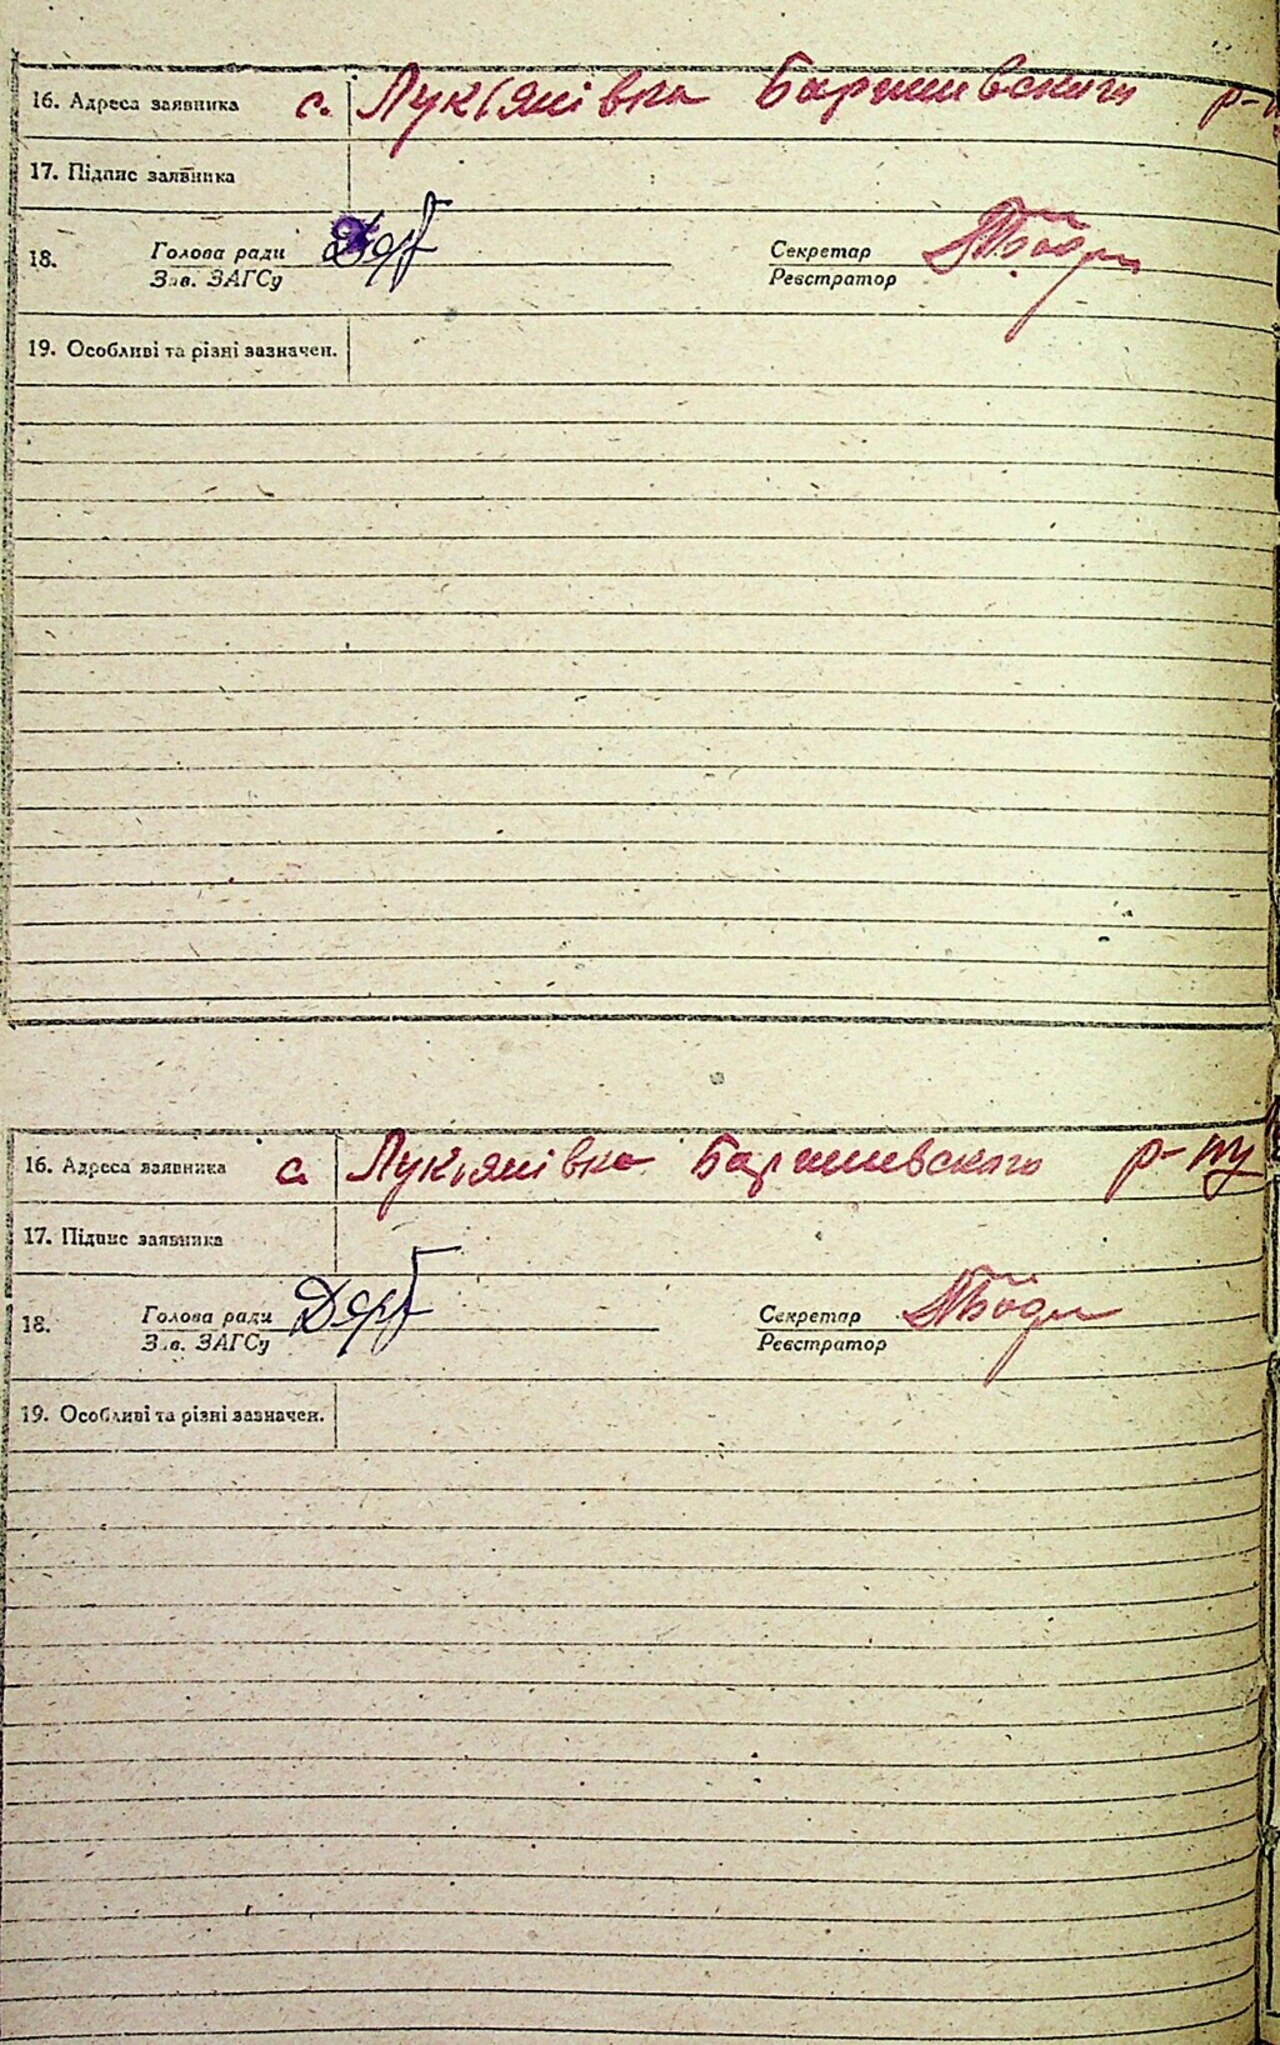 16. Адреса заявника с. Лук'янівка Баришівського р-ну
17. Підпис заявника
18. Голова ради Секретар
Зав. ЗАГСу Реєстратор
19. Особливі та різні зазначен.
16. Адреса заявника с. Лук'янівка Баришевського р-ну
17. Підпис заявника
18. Голова ради Секретар
Зав. ЗАГСу Реєстратор
19. Особливі та різні зазначен.